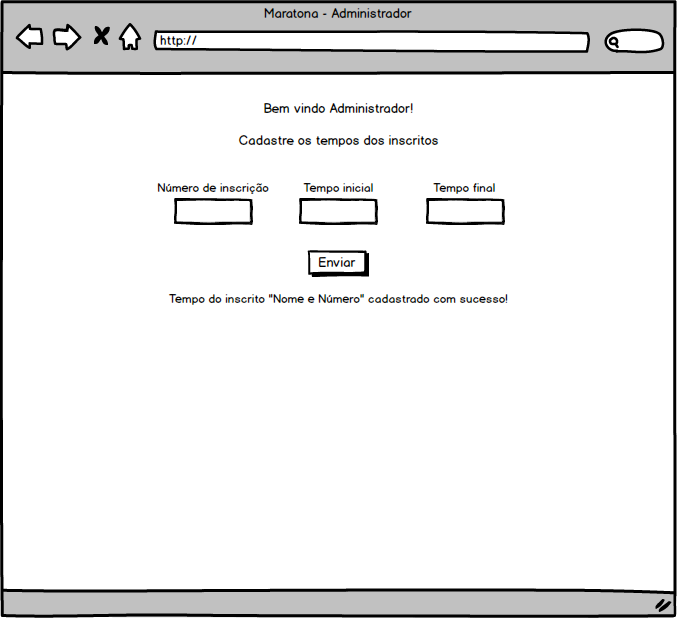 Maratona - Administrador
http://
Bem vindo Administrador!
Cadastre os tempos dos inscritos
Número de inscrição Tempo inicial Tempo final
Enviar
Tempo do inscrito "Nome e Número" cadastrado com sucesso!